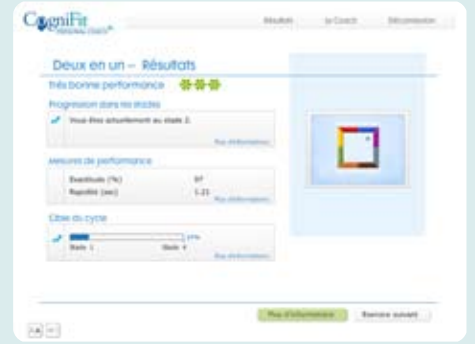 CogniFit
PERSONAL COACH
Résultats le Coach Déconnexion
Deux en un – Résultats
Très bonne performance
Progression dans les stades
Vous êtes actuellement au stade 2.
Plus d'informations
Mesures de performance
Exactitude (%) 97
Rapidité (sec) 1.21
Plus d'informations
Cible du cycle
Stade 1 Stade 4
Plus d'informations
Plus d'informations Exercice suivant